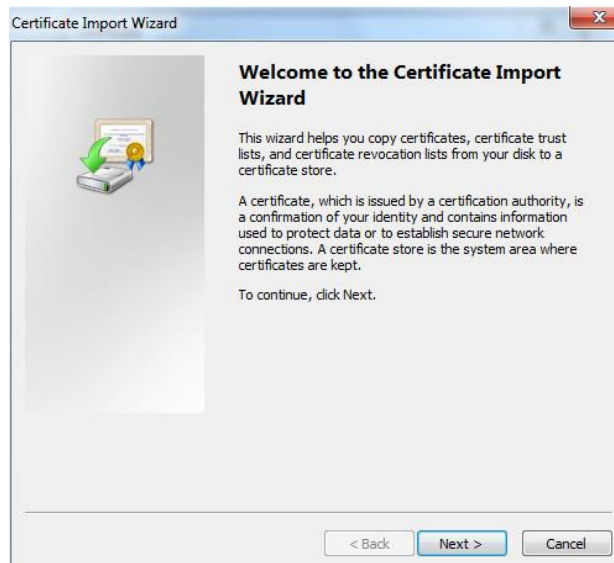 Certificate Import Wizard
X
Welcome to the Certificate Import
Wizard
This wizard helps you copy certificates, certificate trust
lists, and certificate revocation lists from your disk to a
certificate store.
A certificate, which is issued by a certification authority, is
a confirmation of your identity and contains information
used to protect data or to establish secure network
connections. A certificate store is the system area where
certificates are kept.
To continue, click Next.
< Back Next > Cancel